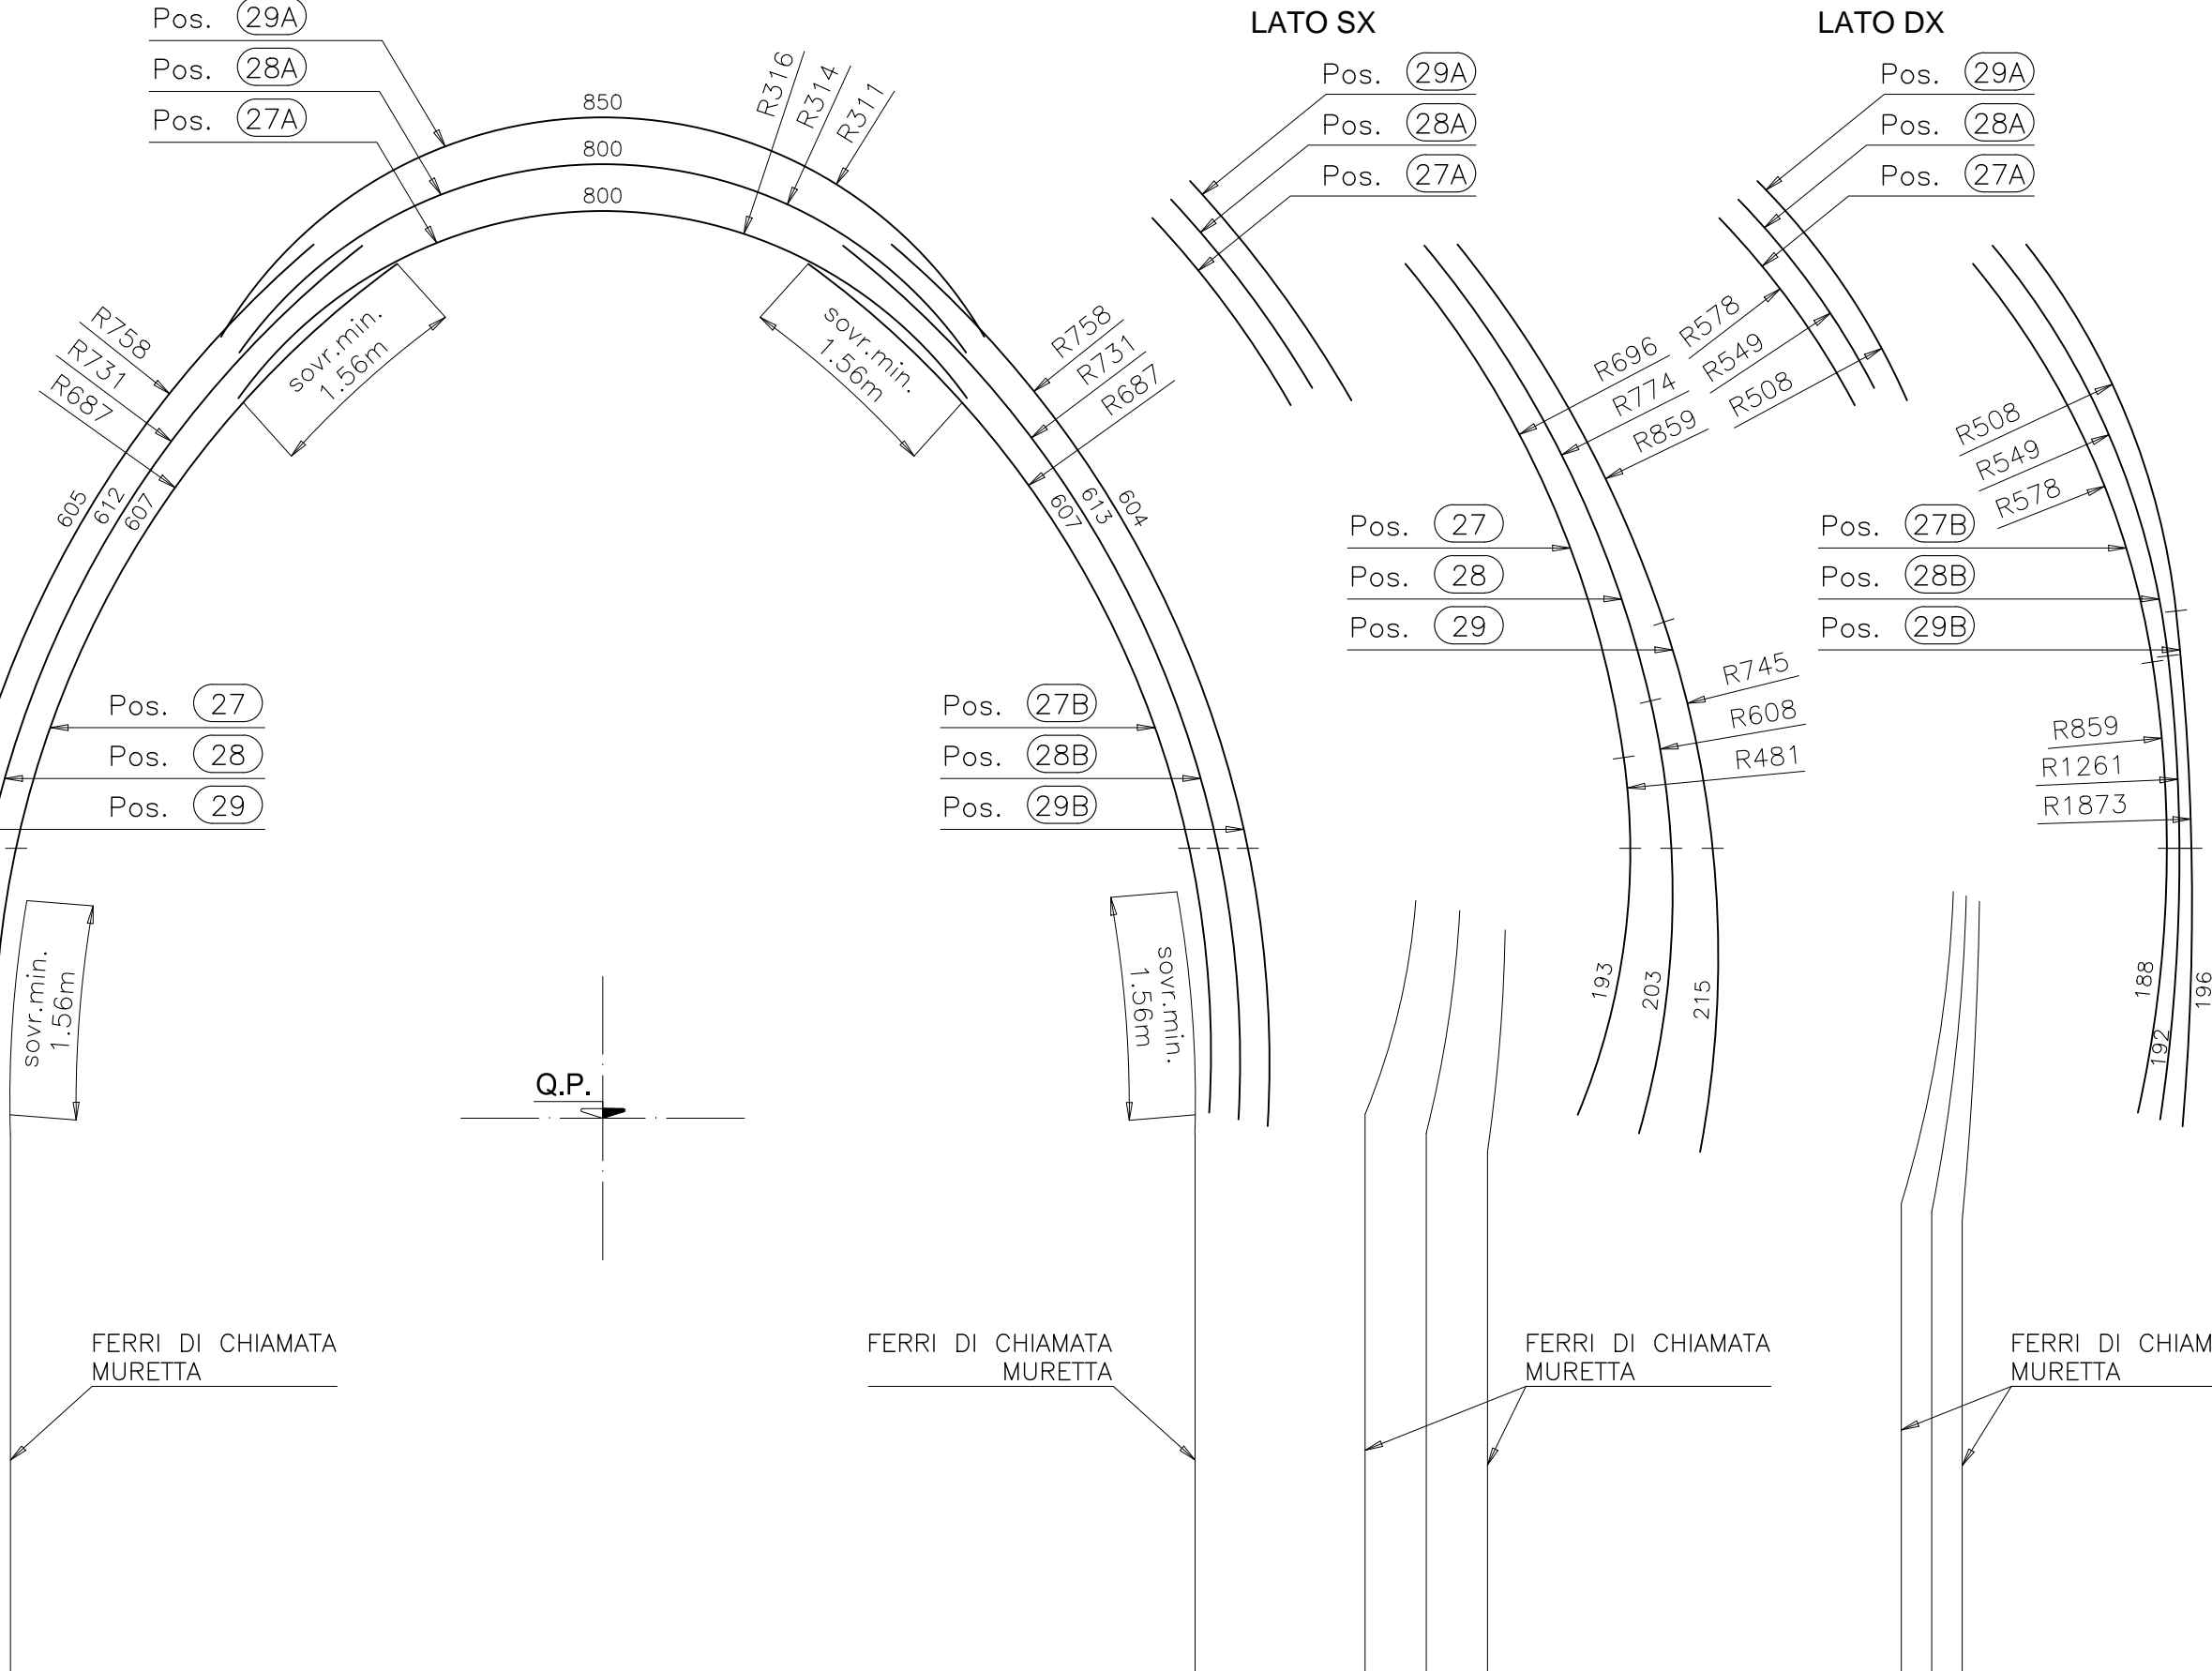 Pos. 29A
Pos. 28A
Pos. 27A
850
800
800
R316
R314
R311
R758
R731
R687
sovr.min.
1.56m
sovr.min.
1.56m
R758
R731
R687
605
612
607
607
613
604
Pos. 27
Pos. 28
Pos. 29
Pos. 27B
Pos. 28B
Pos. 29B
sovr.min.
1.56m
sovr.min.
1.56m
Q.P.
FERRI DI CHIAMATA
MURETTA
FERRI DI CHIAMATA
MURETTA
LATO SX
Pos. 29A
Pos. 28A
Pos. 27A
R696
R774
R859
Pos. 27
Pos. 28
Pos. 29
R745
R608
R481
193
203
215
FERRI DI CHIAMATA
MURETTA
LATO DX
Pos. 29A
Pos. 28A
Pos. 27A
R578
R549
R508
R508
R549
R578
Pos. 27B
Pos. 28B
Pos. 29B
R859
R1261
R1873
188
192
196
FERRI DI CHIAM
MURETTA